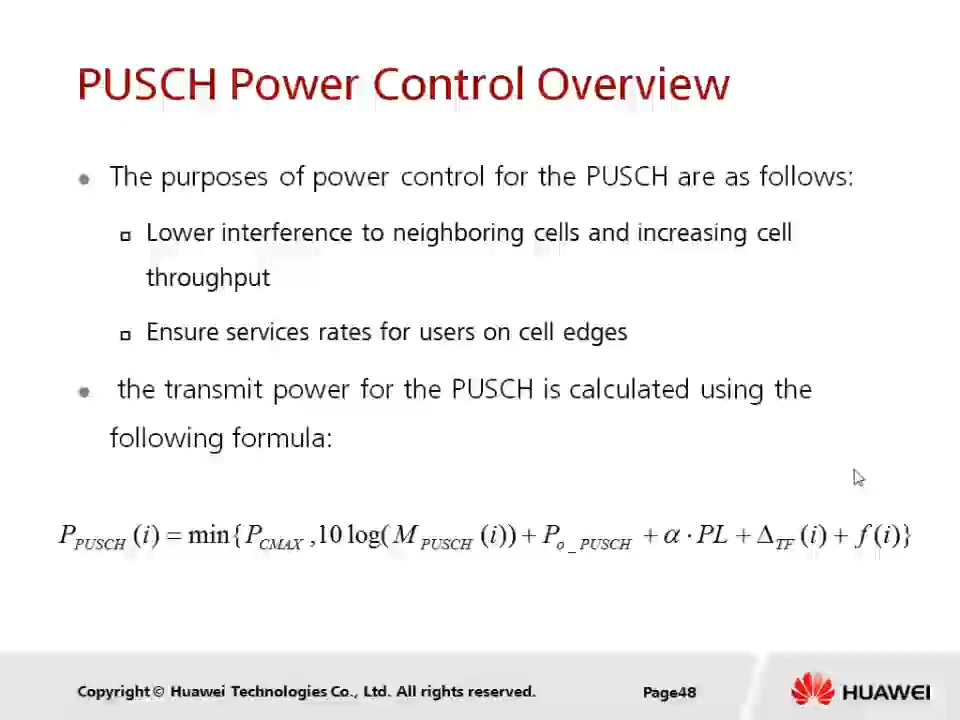 PUSCH Power Control Overview
The purposes of power control for the PUSCH are as follows:
Lower interference to neighboring cells and increasing cell
throughput
Ensure services rates for users on cell edges
the transmit power for the PUSCH is calculated using the
following formula:
P_PUSCH (i) = min{P_CMAX ,10 log(M_PUSCH (i)) + P_o_PUSCH + α · PL + Δ_TF (i) + f (i)}
Copyright © Huawei Technologies Co., Ltd. All rights reserved.
Page48
HUAWEI